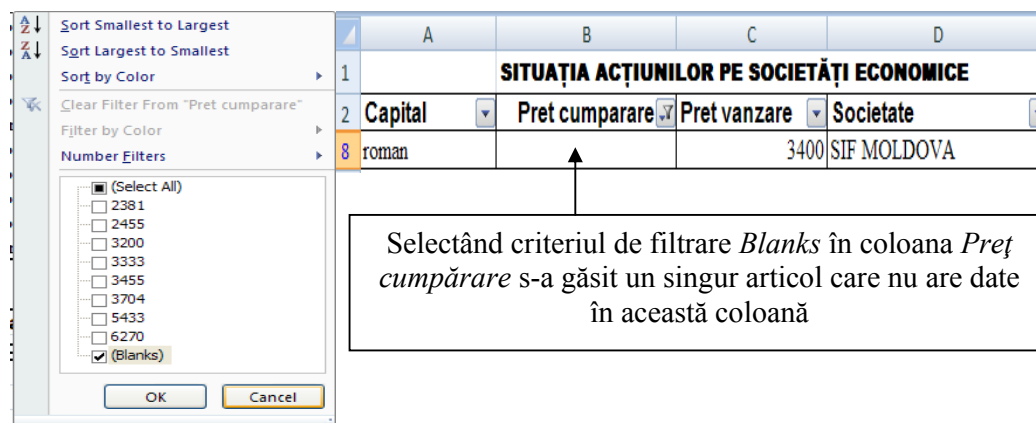 Sort Smallest to Largest
Sort Largest to Smallest
Sort by Color
Clear Filter From "Pret cumparare"
Filter by Color
Number Filters
(Select All)
2381
2455
3200
3333
3455
3704
5433
6270
(Blanks)
OK Cancel
A B C D
1 SITUAȚIA ACȚIUNILOR PE SOCIETĂȚI ECONOMICE
2 Capital Pret cumparare Pret vanzare Societate
8 roman 3400 SIF MOLDOVA
Selectând criteriul de filtrare Blanks în coloana Preţ
cumpărare s-a găsit un singur articol care nu are date
în această coloană